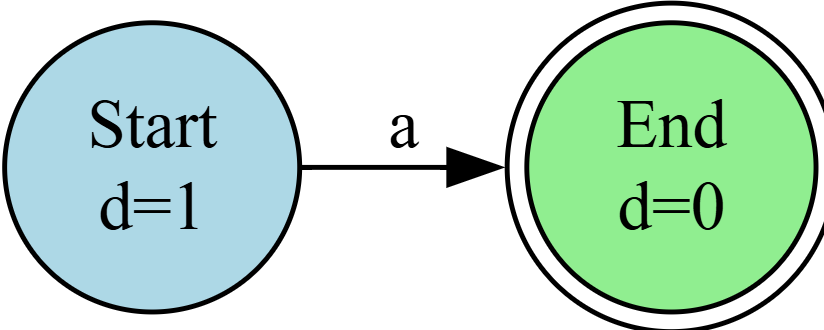 Start
d=1
a
End
d=0